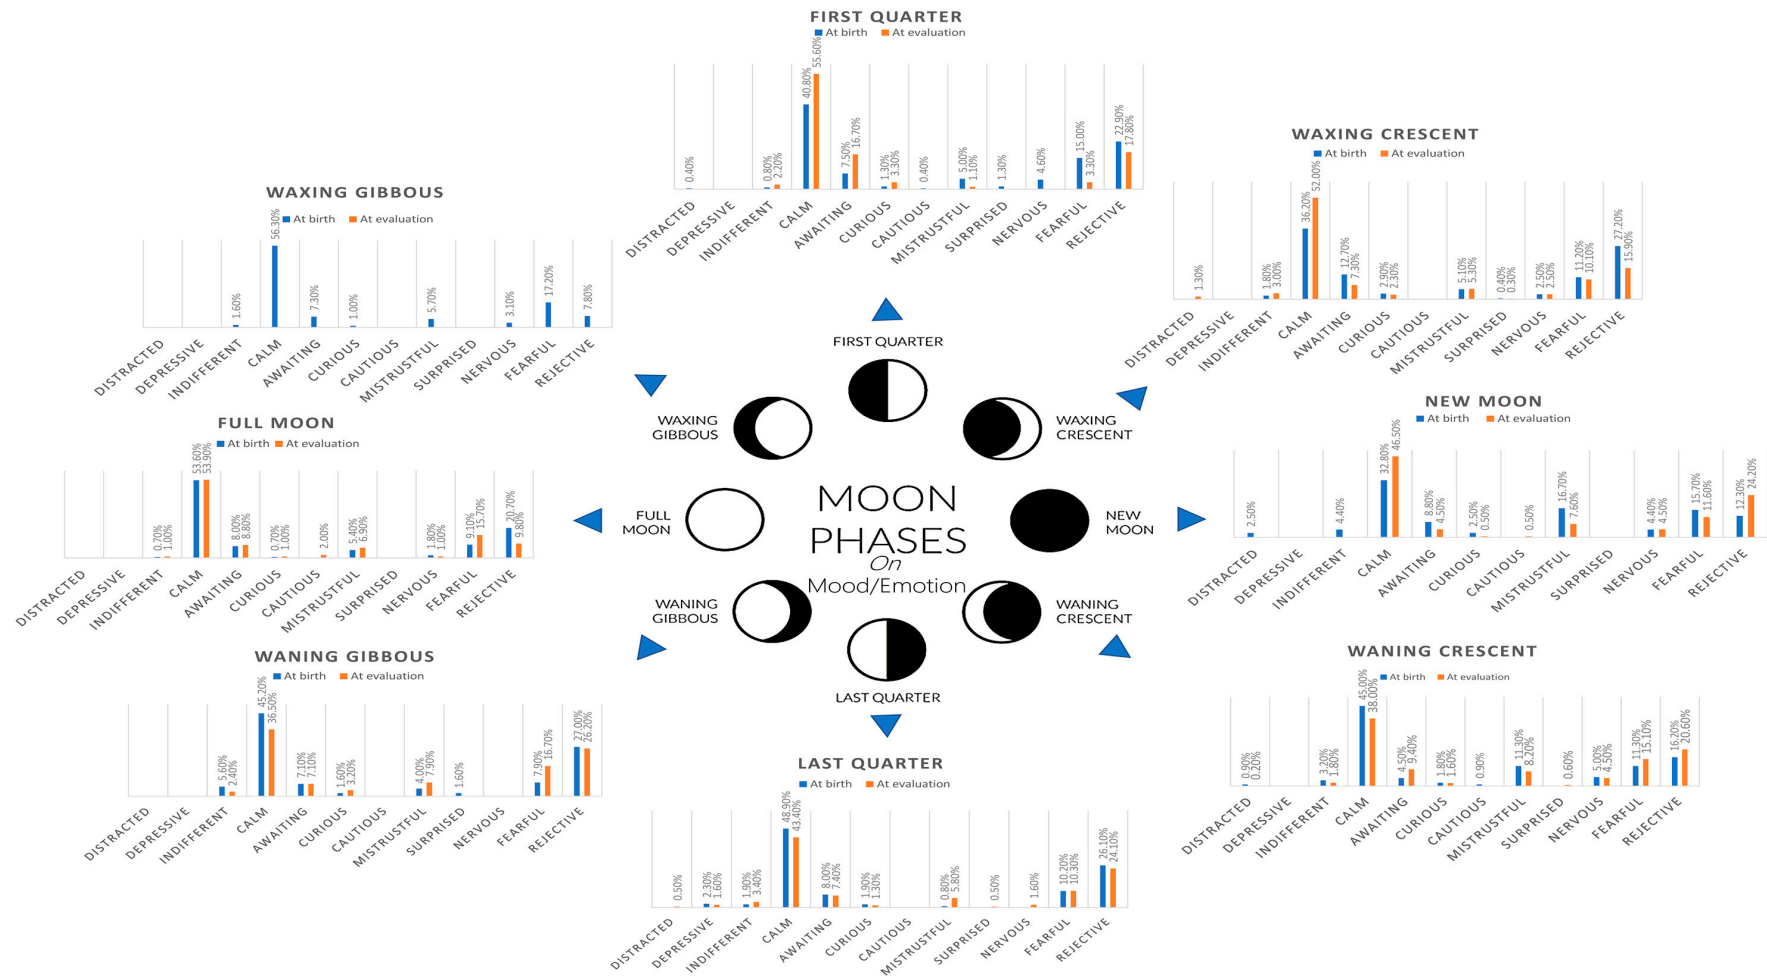 FIRST QUARTER
At birth At evaluation
0.40% 0.80% 2.20% 40.80% 55.60% 7.50% 16.70% 1.30% 3.30% 0.40% 5.00% 1.10% 1.30% 4.60% 15.00% 3.30% 22.90% 17.80%
DISTRACTED DEPRESSIVE INDIFFERENT CALM AWAITING CURIOUS CAUTIOUS MISTRUSTFUL SURPRISED NERVOUS FEARFUL REJECTIVE
WAXING CRESCENT
At birth At evaluation
1.30% 1.80% 3.00% 36.20% 52.00% 12.70% 7.30% 2.90% 2.30% 5.10% 5.30% 0.40% 0.30% 2.50% 2.50% 11.20% 10.10% 27.20% 15.90%
DISTRACTED DEPRESSIVE INDIFFERENT CALM AWAITING CURIOUS CAUTIOUS MISTRUSTFUL SURPRISED NERVOUS FEARFUL REJECTIVE
WAXING GIBBOUS
At birth At evaluation
1.60% 56.30% 7.30% 1.00% 5.70% 3.10% 17.20% 7.80%
DISTRACTED DEPRESSIVE INDIFFERENT CALM AWAITING CURIOUS CAUTIOUS MISTRUSTFUL SURPRISED NERVOUS FEARFUL REJECTIVE
FULL MOON
At birth At evaluation
0.70% 1.00% 53.60% 53.90% 8.00% 8.80% 0.70% 1.00% 2.00% 5.40% 6.90% 1.80% 1.00% 9.10% 15.70% 20.70% 9.80%
DISTRACTED DEPRESSIVE INDIFFERENT CALM AWAITING CURIOUS CAUTIOUS MISTRUSTFUL SURPRISED NERVOUS FEARFUL REJECTIVE
NEW MOON
At birth At evaluation
2.50% 4.40% 32.80% 46.50% 8.80% 4.50% 2.50% 0.50% 0.50% 16.70% 7.60% 4.40% 4.50% 15.70% 11.60% 12.30% 24.20%
DISTRACTED DEPRESSIVE INDIFFERENT CALM AWAITING CURIOUS CAUTIOUS MISTRUSTFUL SURPRISED NERVOUS FEARFUL REJECTIVE
FIRST QUARTER
WAXING
GIBBOUS
WAXING
CRESCENT
FULL
MOON
MOON
PHASES
On
Mood/Emotion
NEW
MOON
WANING
GIBBOUS
WANING
CRESCENT
LAST QUARTER
WANING GIBBOUS
At birth At evaluation
5.60% 2.40% 45.20% 36.50% 7.10% 7.10% 1.60% 3.20% 4.00% 7.90% 1.60% 7.90% 16.70% 27.00% 26.20%
DISTRACTED DEPRESSIVE INDIFFERENT CALM AWAITING CURIOUS CAUTIOUS MISTRUSTFUL SURPRISED NERVOUS FEARFUL REJECTIVE
WANING CRESCENT
At birth At evaluation
0.90% 0.20% 3.20% 1.80% 45.00% 38.00% 4.50% 9.40% 1.80% 1.60% 0.90% 11.30% 8.20% 0.60% 5.00% 4.50% 11.30% 15.10% 16.20% 20.60%
DISTRACTED DEPRESSIVE INDIFFERENT CALM AWAITING CURIOUS CAUTIOUS MISTRUSTFUL SURPRISED NERVOUS FEARFUL REJECTIVE
LAST QUARTER
At birth At evaluation
0.50% 2.30% 1.60% 1.90% 3.40% 48.90% 43.40% 8.00% 7.40% 1.90% 1.30% 0.80% 5.80% 0.50% 1.60% 10.20% 10.30% 26.10% 24.10%
DISTRACTED DEPRESSIVE INDIFFERENT CALM AWAITING CURIOUS CAUTIOUS MISTRUSTFUL SURPRISED NERVOUS FEARFUL REJECTIVE